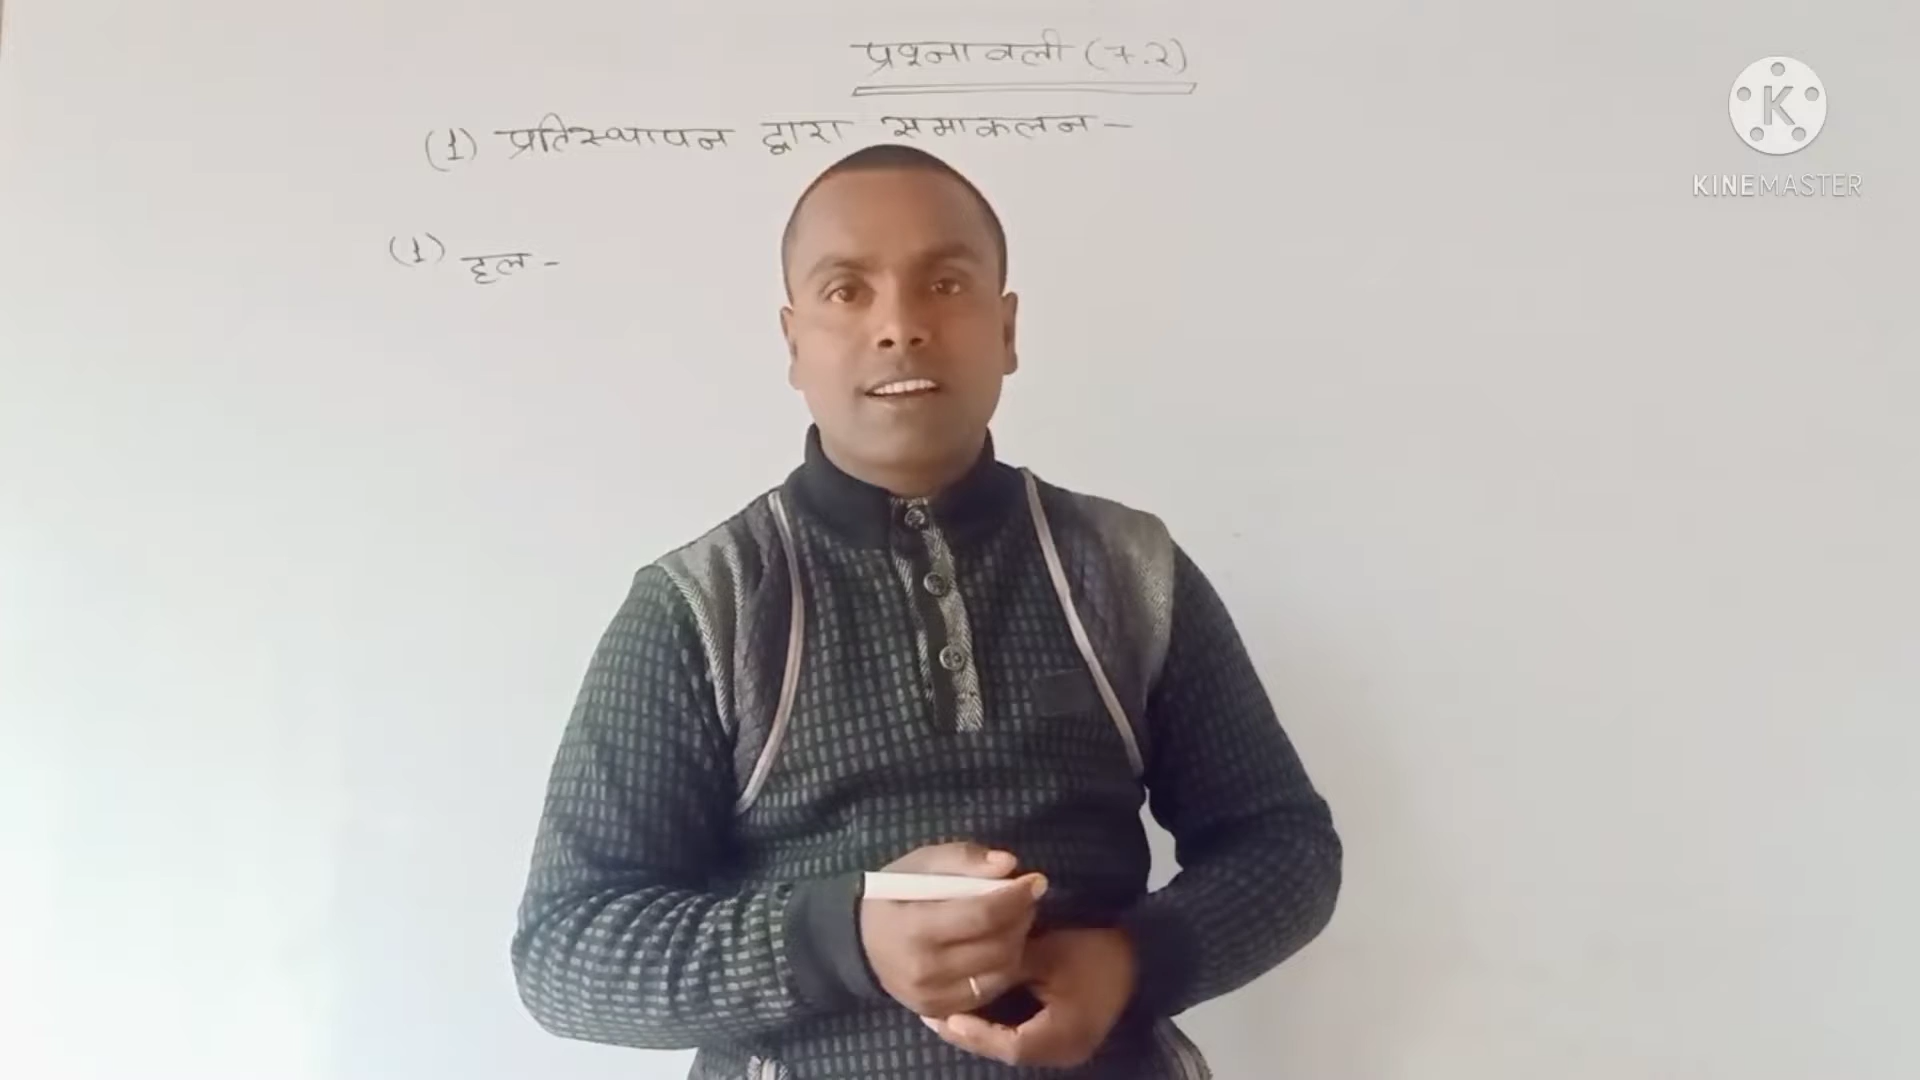 प्रश्नावली (7.2)
(1) प्रतिस्थापन द्वारा समाकलन -
(1) हल -
K
KINEMASTER